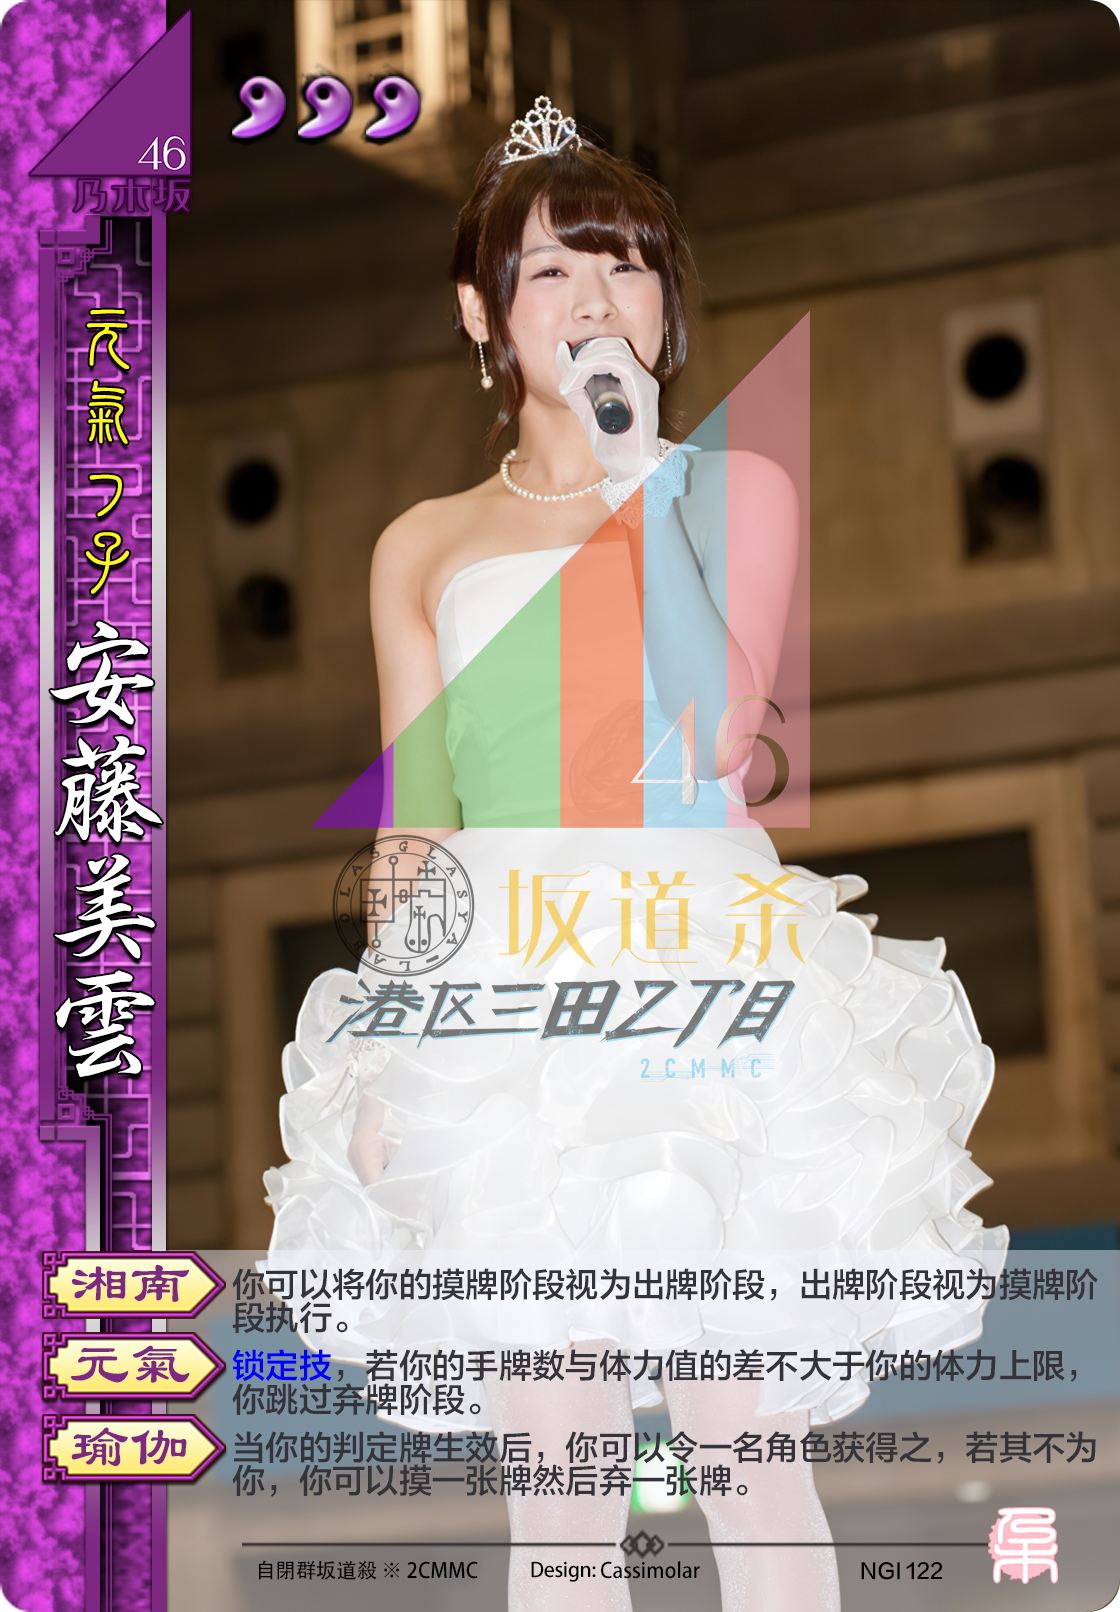 46
乃木坂
元氣つ子
安藤美雲
46
GLASYA-LABOLAS
坂道杀
港区三田乙丁目
2CMMC
湘南
你可以将你的摸牌阶段视为出牌阶段，出牌阶段视为摸牌阶
段执行。
元氣
锁定技，若你的手牌数与体力值的差不大于你的体力上限，
你跳过弃牌阶段。
瑜伽
当你的判定牌生效后，你可以令一名角色获得之，若其不为
你，你可以摸一张牌然后弃一张牌。
自閉群坂道殺 ※ 2CMMC
Design: Cassimolar
NGI 122